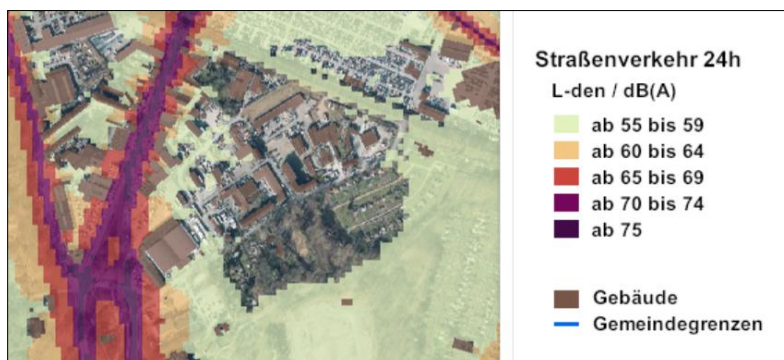 Straßenverkehr 24h
L-den / dB(A)
ab 55 bis 59
ab 60 bis 64
ab 65 bis 69
ab 70 bis 74
ab 75
Gebäude
Gemeindegrenzen